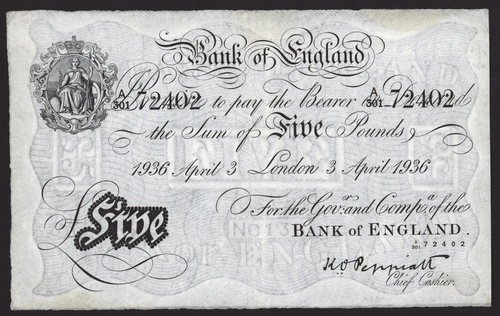 Bank of England
A/301 72402 A/301 72402
Promise to pay the Bearer on Demand
the Sum of Five Pounds
1936 April 3 London 3 April 1936
For the Govr. and Compa. of the
BANK OF ENGLAND.
A/301 72402
£Five
K O Peppiatt
Chief Cashier.